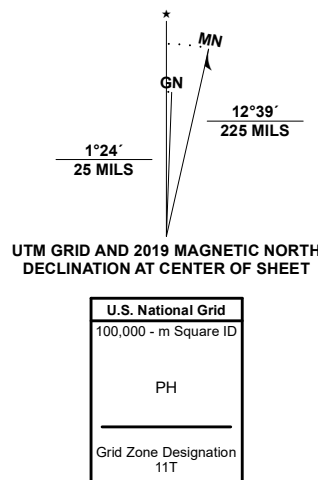 ★
MN
GN
12°39´
225 MILS
1°24´
25 MILS
UTM GRID AND 2019 MAGNETIC NORTH
DECLINATION AT CENTER OF SHEET
U.S. National Grid
100,000 - m Square ID
PH
Grid Zone Designation
11T